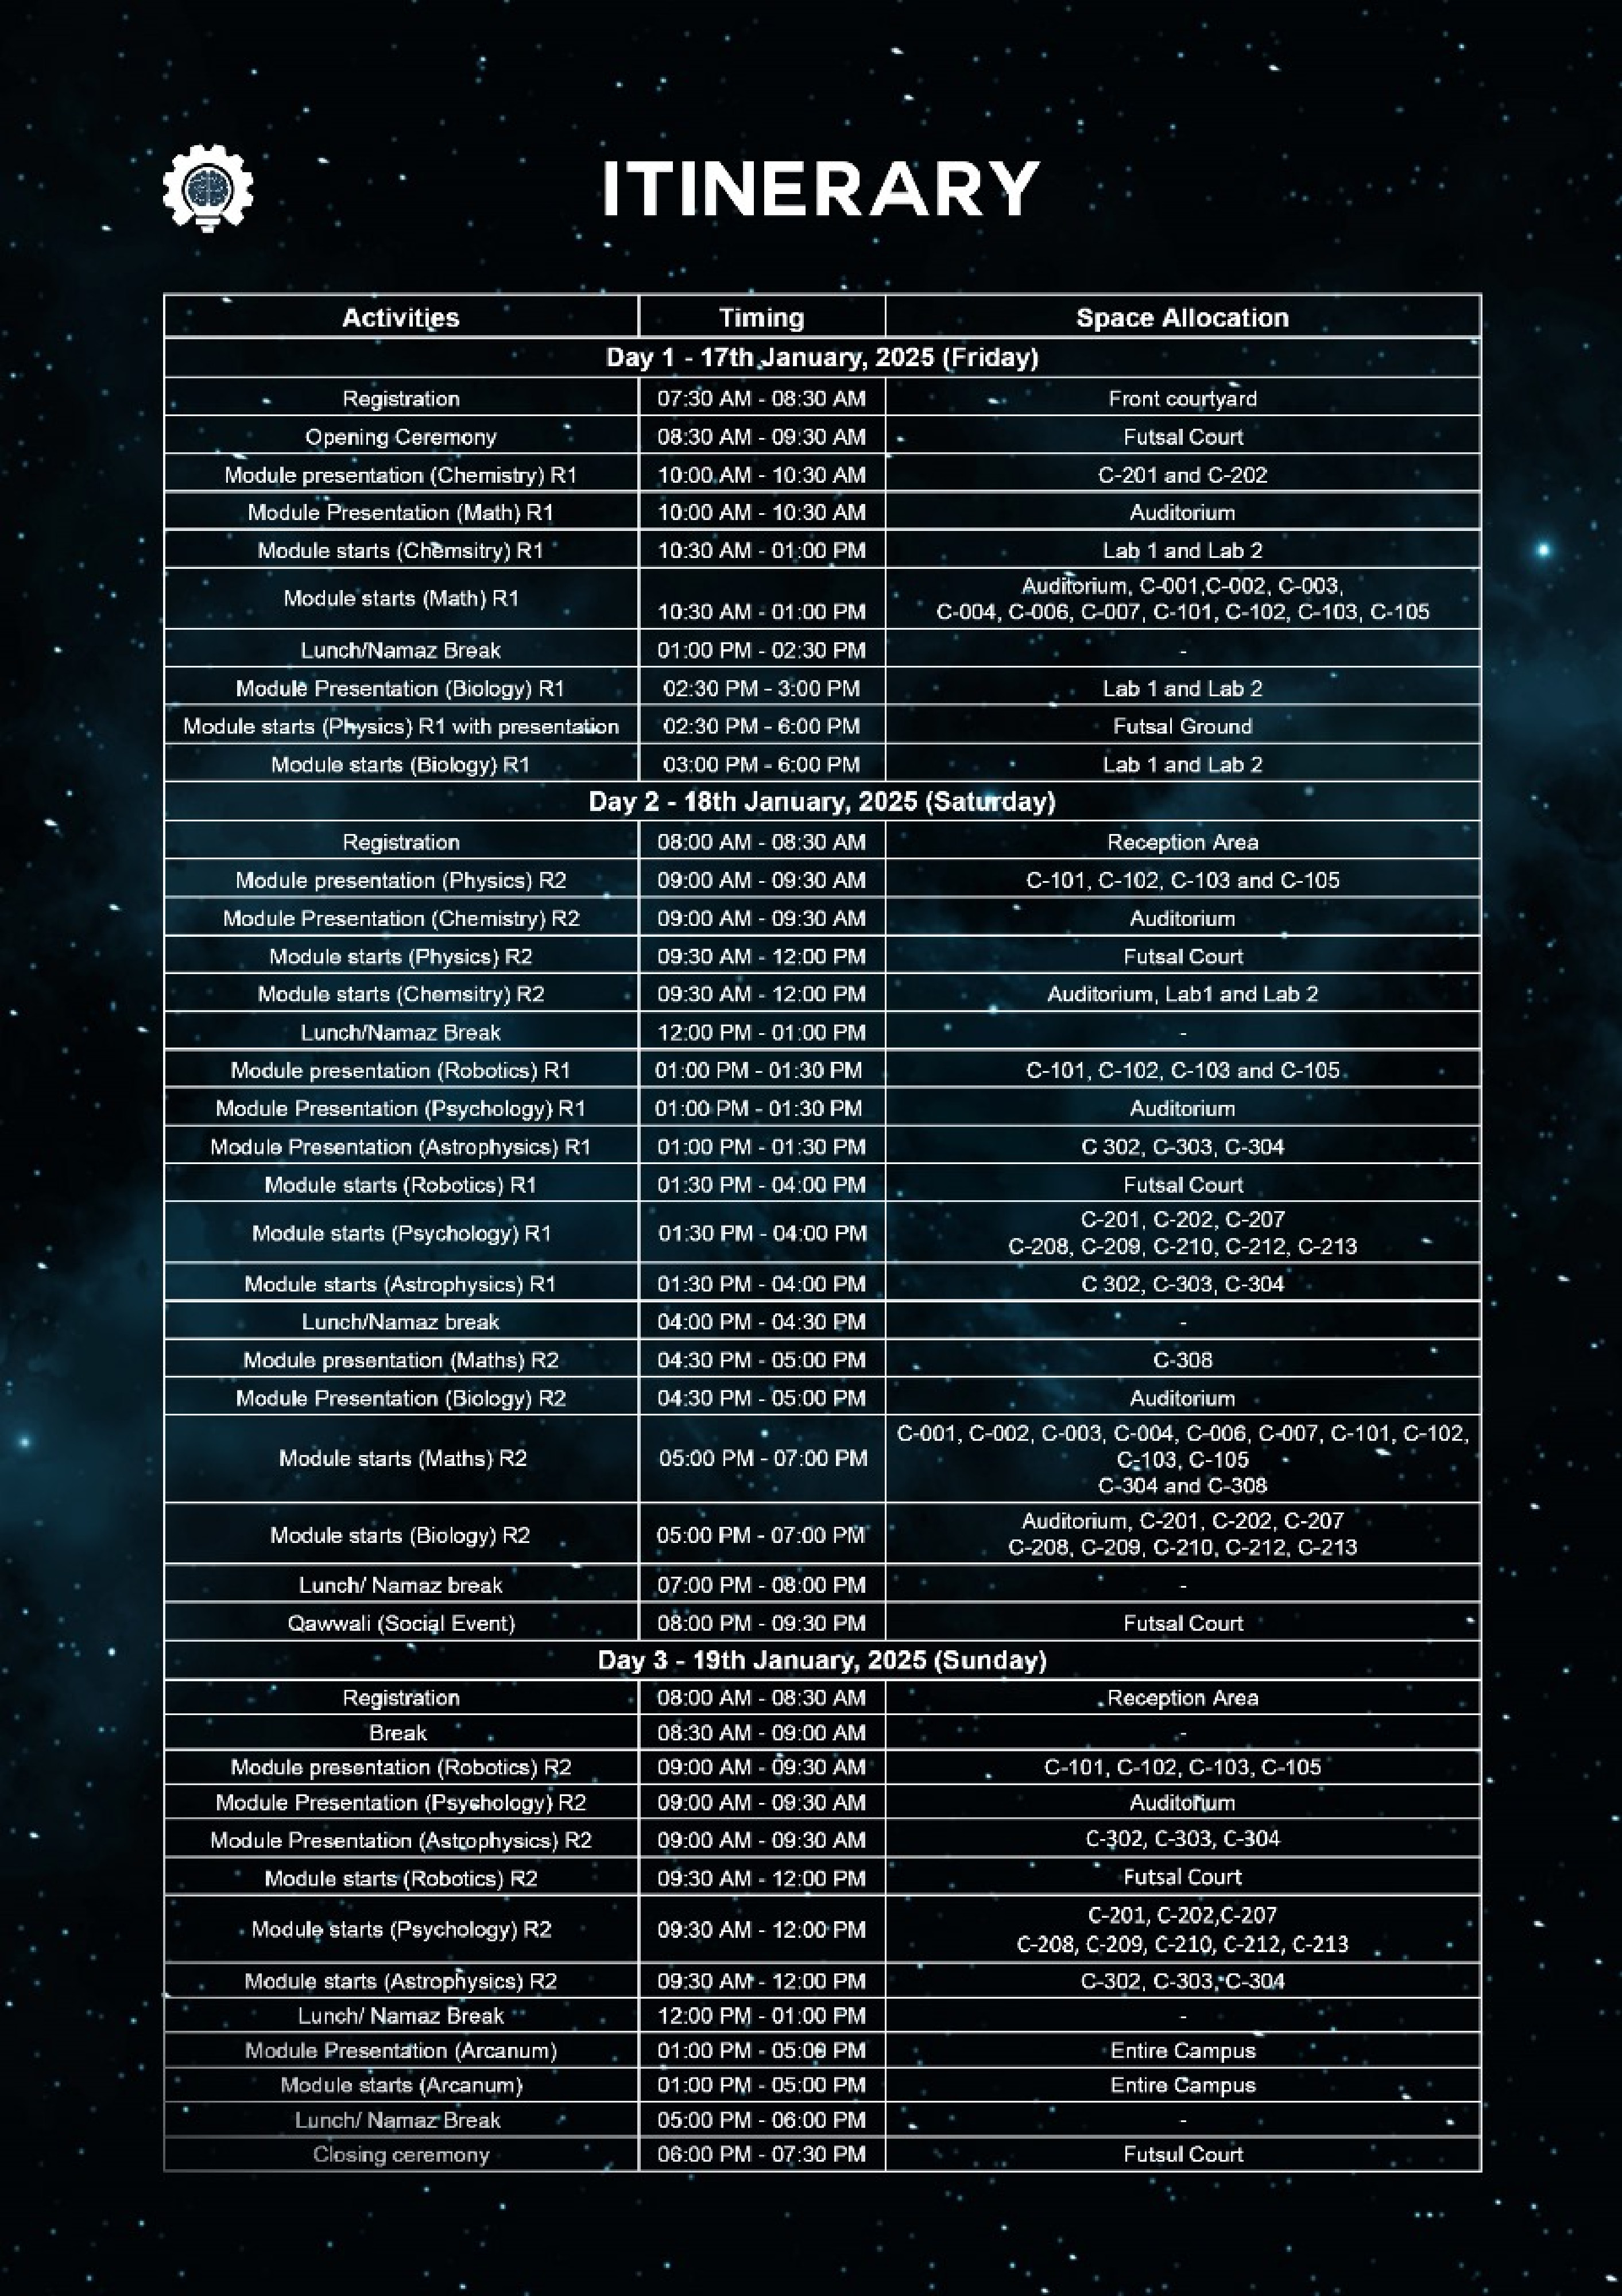 ITINERARY
Activities Timing Space Allocation
Day 1 - 17th January, 2025 (Friday)
Registration 07:30 AM - 08:30 AM Front courtyard
Opening Ceremony 08:30 AM - 09:30 AM Futsal Court
Module presentation (Chemistry) R1 10:00 AM - 10:30 AM C-201 and C-202
Module Presentation (Math) R1 10:00 AM - 10:30 AM Auditorium
Module starts (Chemsitry) R1 10:30 AM - 01:00 PM Lab 1 and Lab 2
Module starts (Math) R1 10:30 AM - 01:00 PM Auditorium, C-001,C-002, C-003,
C-004, C-006, C-007, C-101, C-102, C-103, C-105
Lunch/Namaz Break 01:00 PM - 02:30 PM -
Module Presentation (Biology) R1 02:30 PM - 3:00 PM Lab 1 and Lab 2
Module starts (Physics) R1 with presentation 02:30 PM - 6:00 PM Futsal Ground
Module starts (Biology) R1 03:00 PM - 6:00 PM Lab 1 and Lab 2
Day 2 - 18th January, 2025 (Saturday)
Registration 08:00 AM - 08:30 AM Reception Area
Module presentation (Physics) R2 09:00 AM - 09:30 AM C-101, C-102, C-103 and C-105
Module Presentation (Chemistry) R2 09:00 AM - 09:30 AM Auditorium
Module starts (Physics) R2 09:30 AM - 12:00 PM Futsal Court
Module starts (Chemsitry) R2 09:30 AM - 12:00 PM Auditorium, Lab1 and Lab 2
Lunch/Namaz Break 12:00 PM - 01:00 PM -
Module presentation (Robotics) R1 01:00 PM - 01:30 PM C-101, C-102, C-103 and C-105
Module Presentation (Psychology) R1 01:00 PM - 01:30 PM Auditorium
Module Presentation (Astrophysics) R1 01:00 PM - 01:30 PM C 302, C-303, C-304
Module starts (Robotics) R1 01:30 PM - 04:00 PM Futsal Court
Module starts (Psychology) R1 01:30 PM - 04:00 PM C-201, C-202, C-207
C-208, C-209, C-210, C-212, C-213
Module starts (Astrophysics) R1 01:30 PM - 04:00 PM C 302, C-303, C-304
Lunch/Namaz break 04:00 PM - 04:30 PM -
Module presentation (Maths) R2 04:30 PM - 05:00 PM C-308
Module Presentation (Biology) R2 04:30 PM - 05:00 PM Auditorium
Module starts (Maths) R2 05:00 PM - 07:00 PM C-001, C-002, C-003, C-004, C-006, C-007, C-101, C-102,
C-103, C-105
C-304 and C-308
Module starts (Biology) R2 05:00 PM - 07:00 PM Auditorium, C-201, C-202, C-207
C-208, C-209, C-210, C-212, C-213
Lunch/ Namaz break 07:00 PM - 08:00 PM -
Qawwali (Social Event) 08:00 PM - 09:30 PM Futsal Court
Day 3 - 19th January, 2025 (Sunday)
Registration 08:00 AM - 08:30 AM Reception Area
Break 08:30 AM - 09:00 AM -
Module presentation (Robotics) R2 09:00 AM - 09:30 AM C-101, C-102, C-103, C-105
Module Presentation (Psychology) R2 09:00 AM - 09:30 AM Auditorium
Module Presentation (Astrophysics) R2 09:00 AM - 09:30 AM C-302, C-303, C-304
Module starts (Robotics) R2 09:30 AM - 12:00 PM Futsal Court
Module starts (Psychology) R2 09:30 AM - 12:00 PM C-201, C-202,C-207
C-208, C-209, C-210, C-212, C-213
Module starts (Astrophysics) R2 09:30 AM - 12:00 PM C-302, C-303, C-304
Lunch/ Namaz Break 12:00 PM - 01:00 PM -
Module Presentation (Arcanum) 01:00 PM - 05:00 PM Entire Campus
Module starts (Arcanum) 01:00 PM - 05:00 PM Entire Campus
Lunch/ Namaz Break 05:00 PM - 06:00 PM -
Closing ceremony 06:00 PM - 07:30 PM Futsul Court